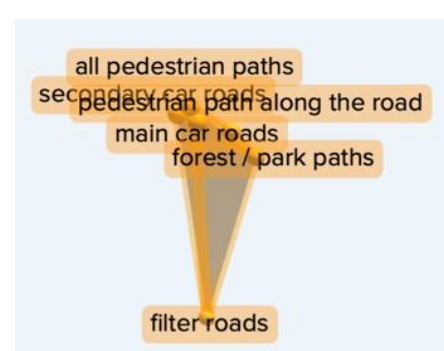 all pedestrian paths
secondary car roads
pedestrian path along the road
main car roads
forest / park paths
filter roads